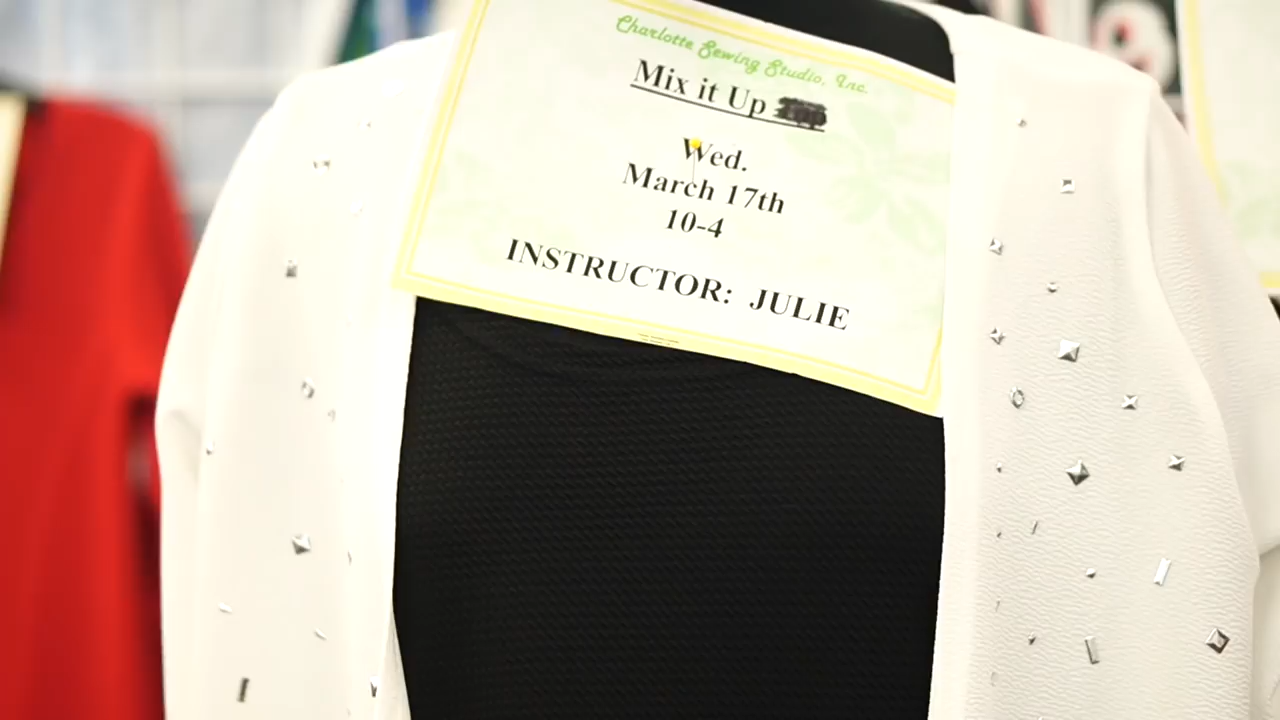 Charlotte Sewing Studio, Inc.
Mix it Up
Wed.
March 17th
10-4
INSTRUCTOR: JULIE